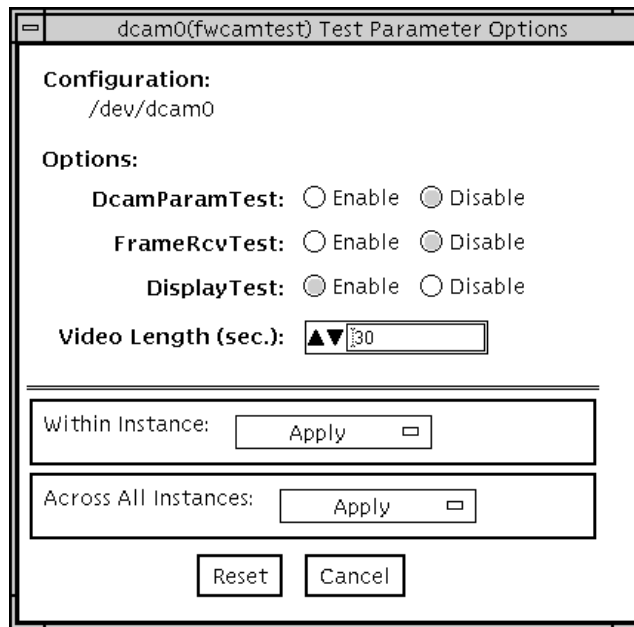 dcam0(fwcamtest) Test Parameter Options
Configuration:
/dev/dcam0
Options:
DcamParamTest: Enable Disable
FrameRcvTest: Enable Disable
DisplayTest: Enable Disable
Video Length (sec.): 30
Within Instance: Apply
Across All Instances: Apply
Reset Cancel